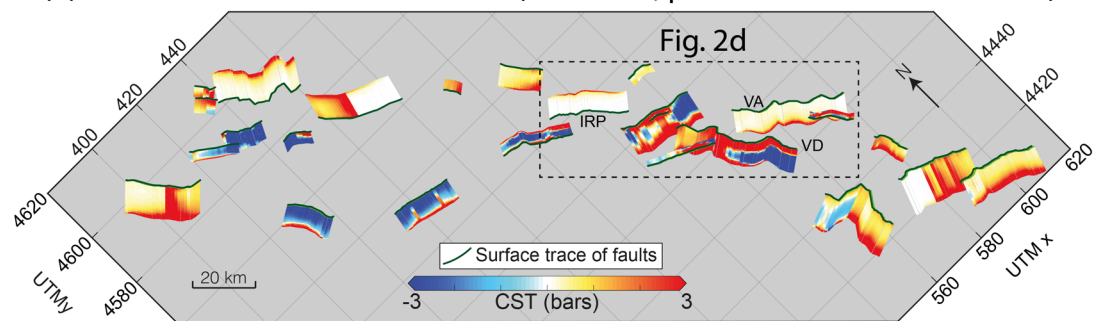 Fig. 2d
440
420
400
4620
4600
4580
UTMy
4440
4420
620
600
580
560
UTM x
N
VA
IRP
VD
Surface trace of faults
20 km
-3
CST (bars)
3